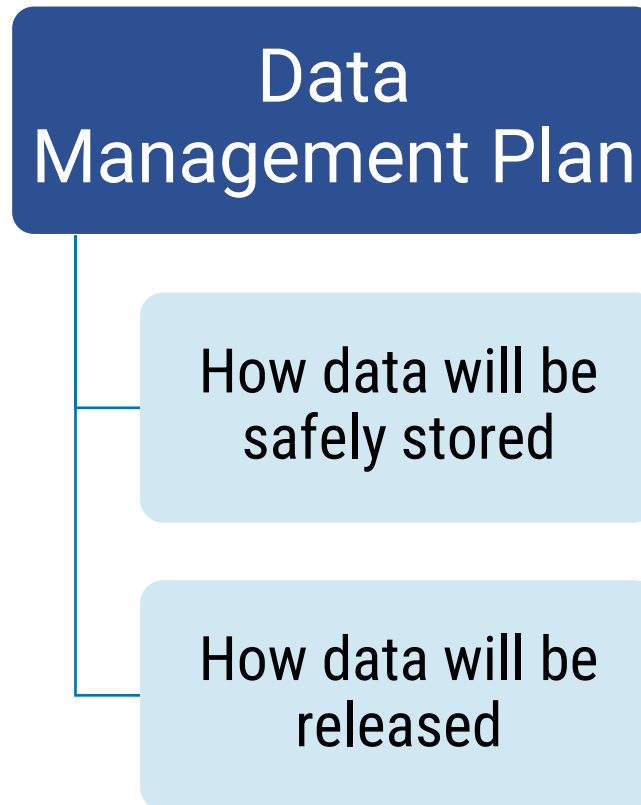 Data
Management Plan
How data will be
safely stored
How data will be
released